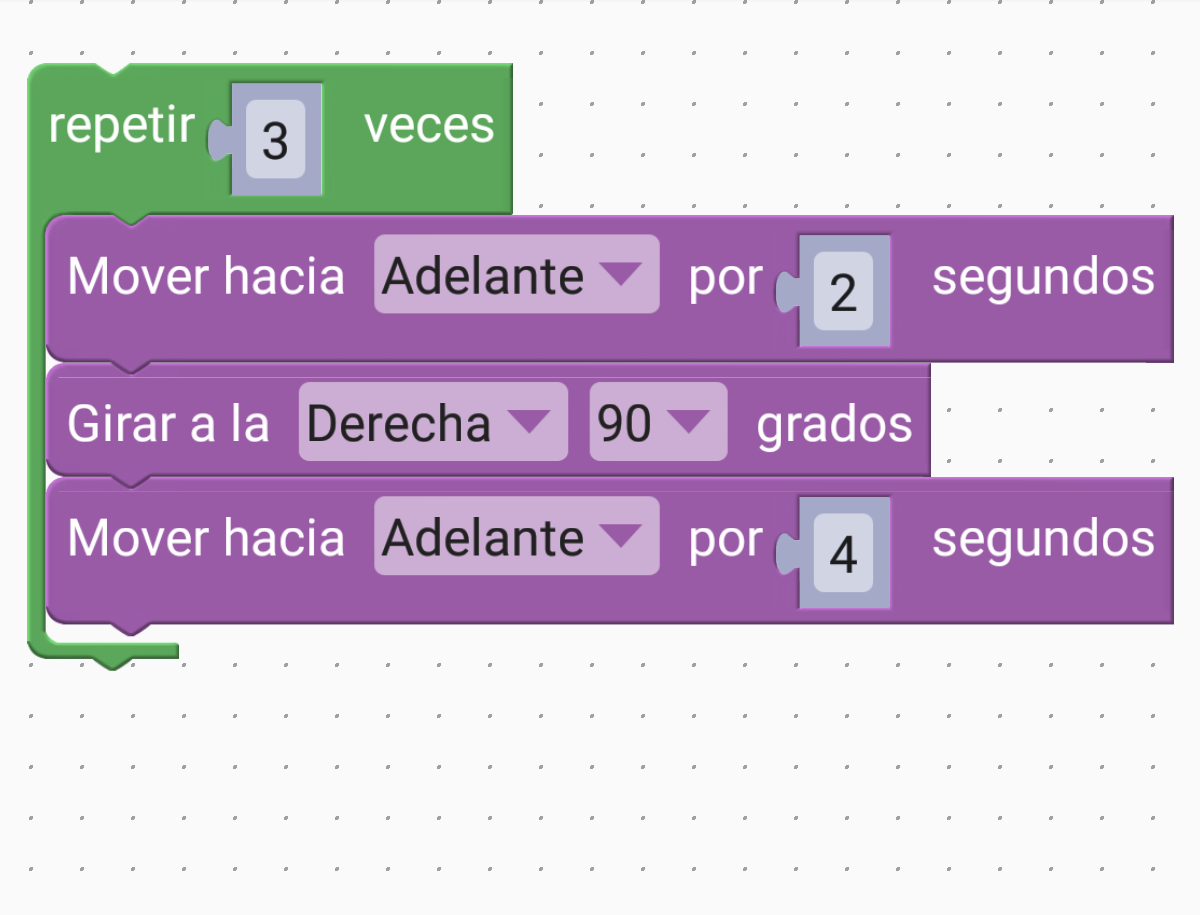 repetir 3 veces
Mover hacia Adelante por 2 segundos
Girar a la Derecha 90 grados
Mover hacia Adelante por 4 segundos